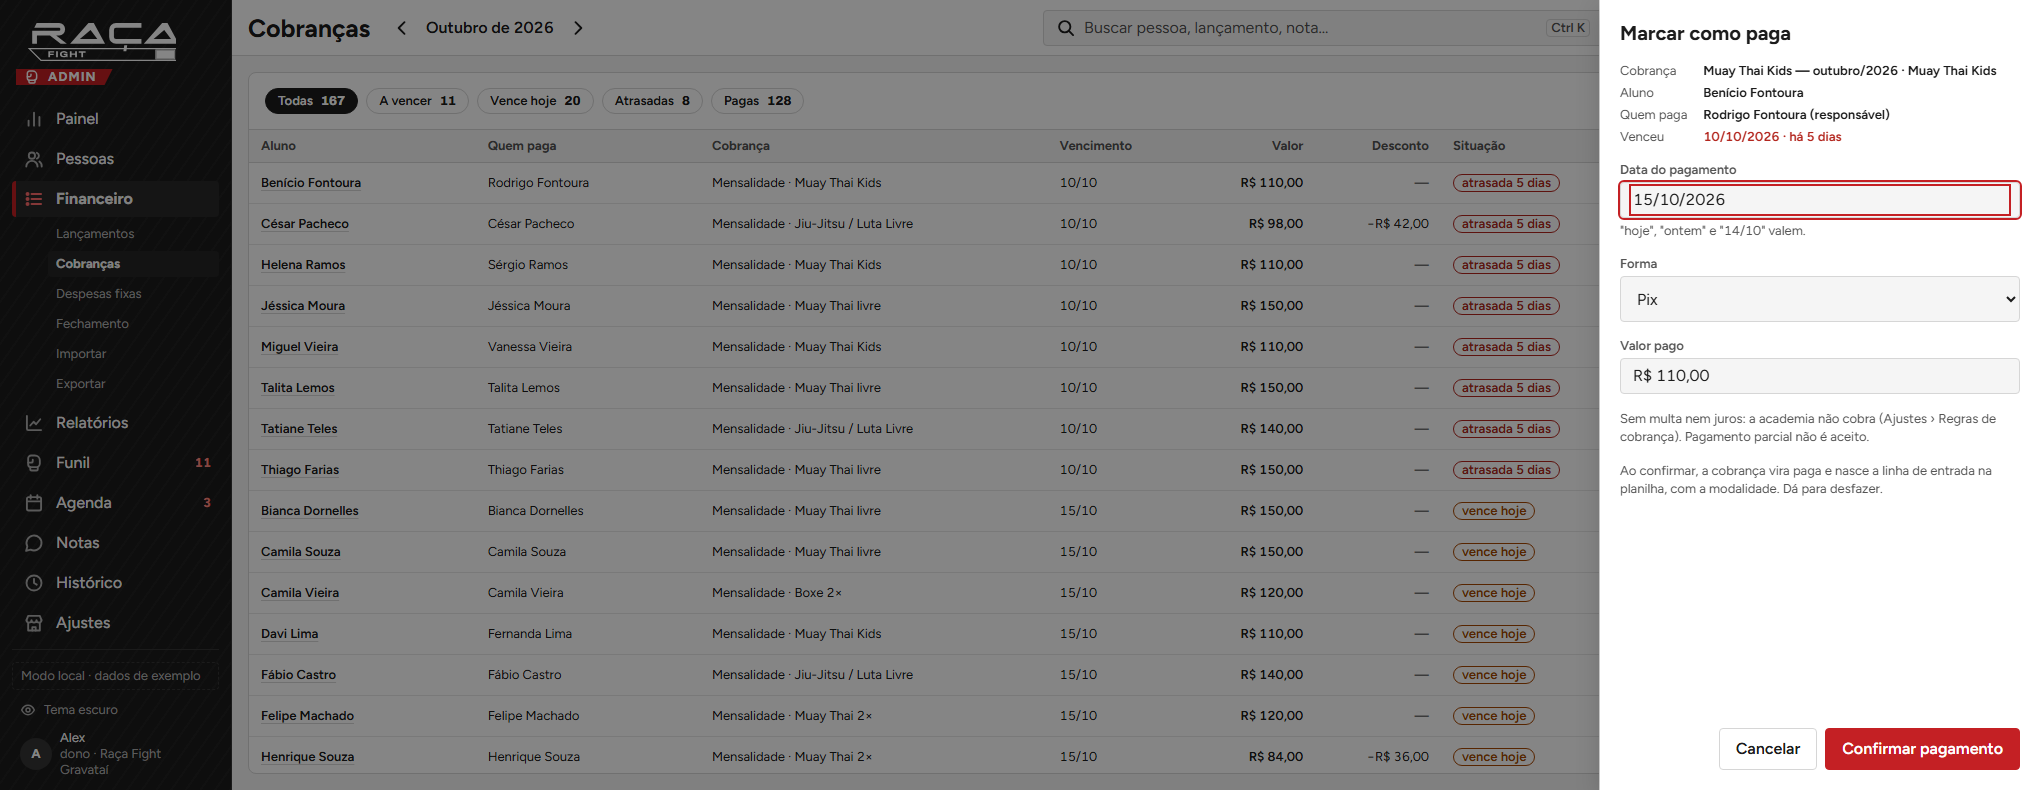 RAÇA
FIGHT
ADMIN
Painel
Pessoas
Financeiro
Lançamentos
Cobranças
Despesas fixas
Fechamento
Importar
Exportar
Relatórios
Funil 11
Agenda 3
Notas
Histórico
Ajustes
Modo local · dados de exemplo
Tema escuro
A
Alex
dono · Raça Fight
Gravataí
Cobranças
Outubro de 2026
Buscar pessoa, lançamento, nota... Ctrl K
Todas 167 A vencer 11 Vence hoje 20 Atrasadas 8 Pagas 128
Aluno Quem paga Cobrança Vencimento Valor Desconto Situação
Benício Fontoura Rodrigo Fontoura Mensalidade · Muay Thai Kids 10/10 R$ 110,00 — atrasada 5 dias
César Pacheco César Pacheco Mensalidade · Jiu-Jitsu / Luta Livre 10/10 R$ 98,00 −R$ 42,00 atrasada 5 dias
Helena Ramos Sérgio Ramos Mensalidade · Muay Thai Kids 10/10 R$ 110,00 — atrasada 5 dias
Jéssica Moura Jéssica Moura Mensalidade · Muay Thai livre 10/10 R$ 150,00 — atrasada 5 dias
Miguel Vieira Vanessa Vieira Mensalidade · Muay Thai Kids 10/10 R$ 110,00 — atrasada 5 dias
Talita Lemos Talita Lemos Mensalidade · Muay Thai livre 10/10 R$ 150,00 — atrasada 5 dias
Tatiane Teles Tatiane Teles Mensalidade · Jiu-Jitsu / Luta Livre 10/10 R$ 140,00 — atrasada 5 dias
Thiago Farias Thiago Farias Mensalidade · Muay Thai livre 10/10 R$ 150,00 — atrasada 5 dias
Bianca Dornelles Bianca Dornelles Mensalidade · Muay Thai livre 15/10 R$ 150,00 — vence hoje
Camila Souza Camila Souza Mensalidade · Muay Thai livre 15/10 R$ 150,00 — vence hoje
Camila Vieira Camila Vieira Mensalidade · Boxe 2× 15/10 R$ 120,00 — vence hoje
Davi Lima Fernanda Lima Mensalidade · Muay Thai Kids 15/10 R$ 110,00 — vence hoje
Fábio Castro Fábio Castro Mensalidade · Jiu-Jitsu / Luta Livre 15/10 R$ 140,00 — vence hoje
Felipe Machado Felipe Machado Mensalidade · Muay Thai 2× 15/10 R$ 120,00 — vence hoje
Henrique Souza Henrique Souza Mensalidade · Muay Thai 2× 15/10 R$ 84,00 −R$ 36,00 vence hoje
Marcar como paga
Cobrança Muay Thai Kids — outubro/2026 · Muay Thai Kids
Aluno Benício Fontoura
Quem paga Rodrigo Fontoura (responsável)
Venceu 10/10/2026 · há 5 dias
Data do pagamento
15/10/2026
"hoje", "ontem" e "14/10" valem.
Forma
Pix
Valor pago
R$ 110,00
Sem multa nem juros: a academia não cobra (Ajustes › Regras de
cobrança). Pagamento parcial não é aceito.
Ao confirmar, a cobrança vira paga e nasce a linha de entrada na
planilha, com a modalidade. Dá para desfazer.
Cancelar Confirmar pagamento